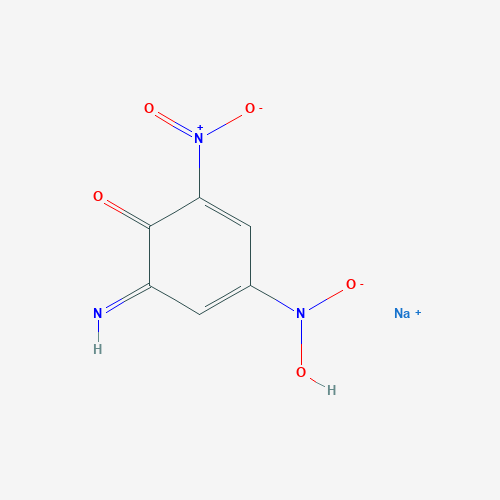 O O -
N +
O
O -
N N Na +
H O
H